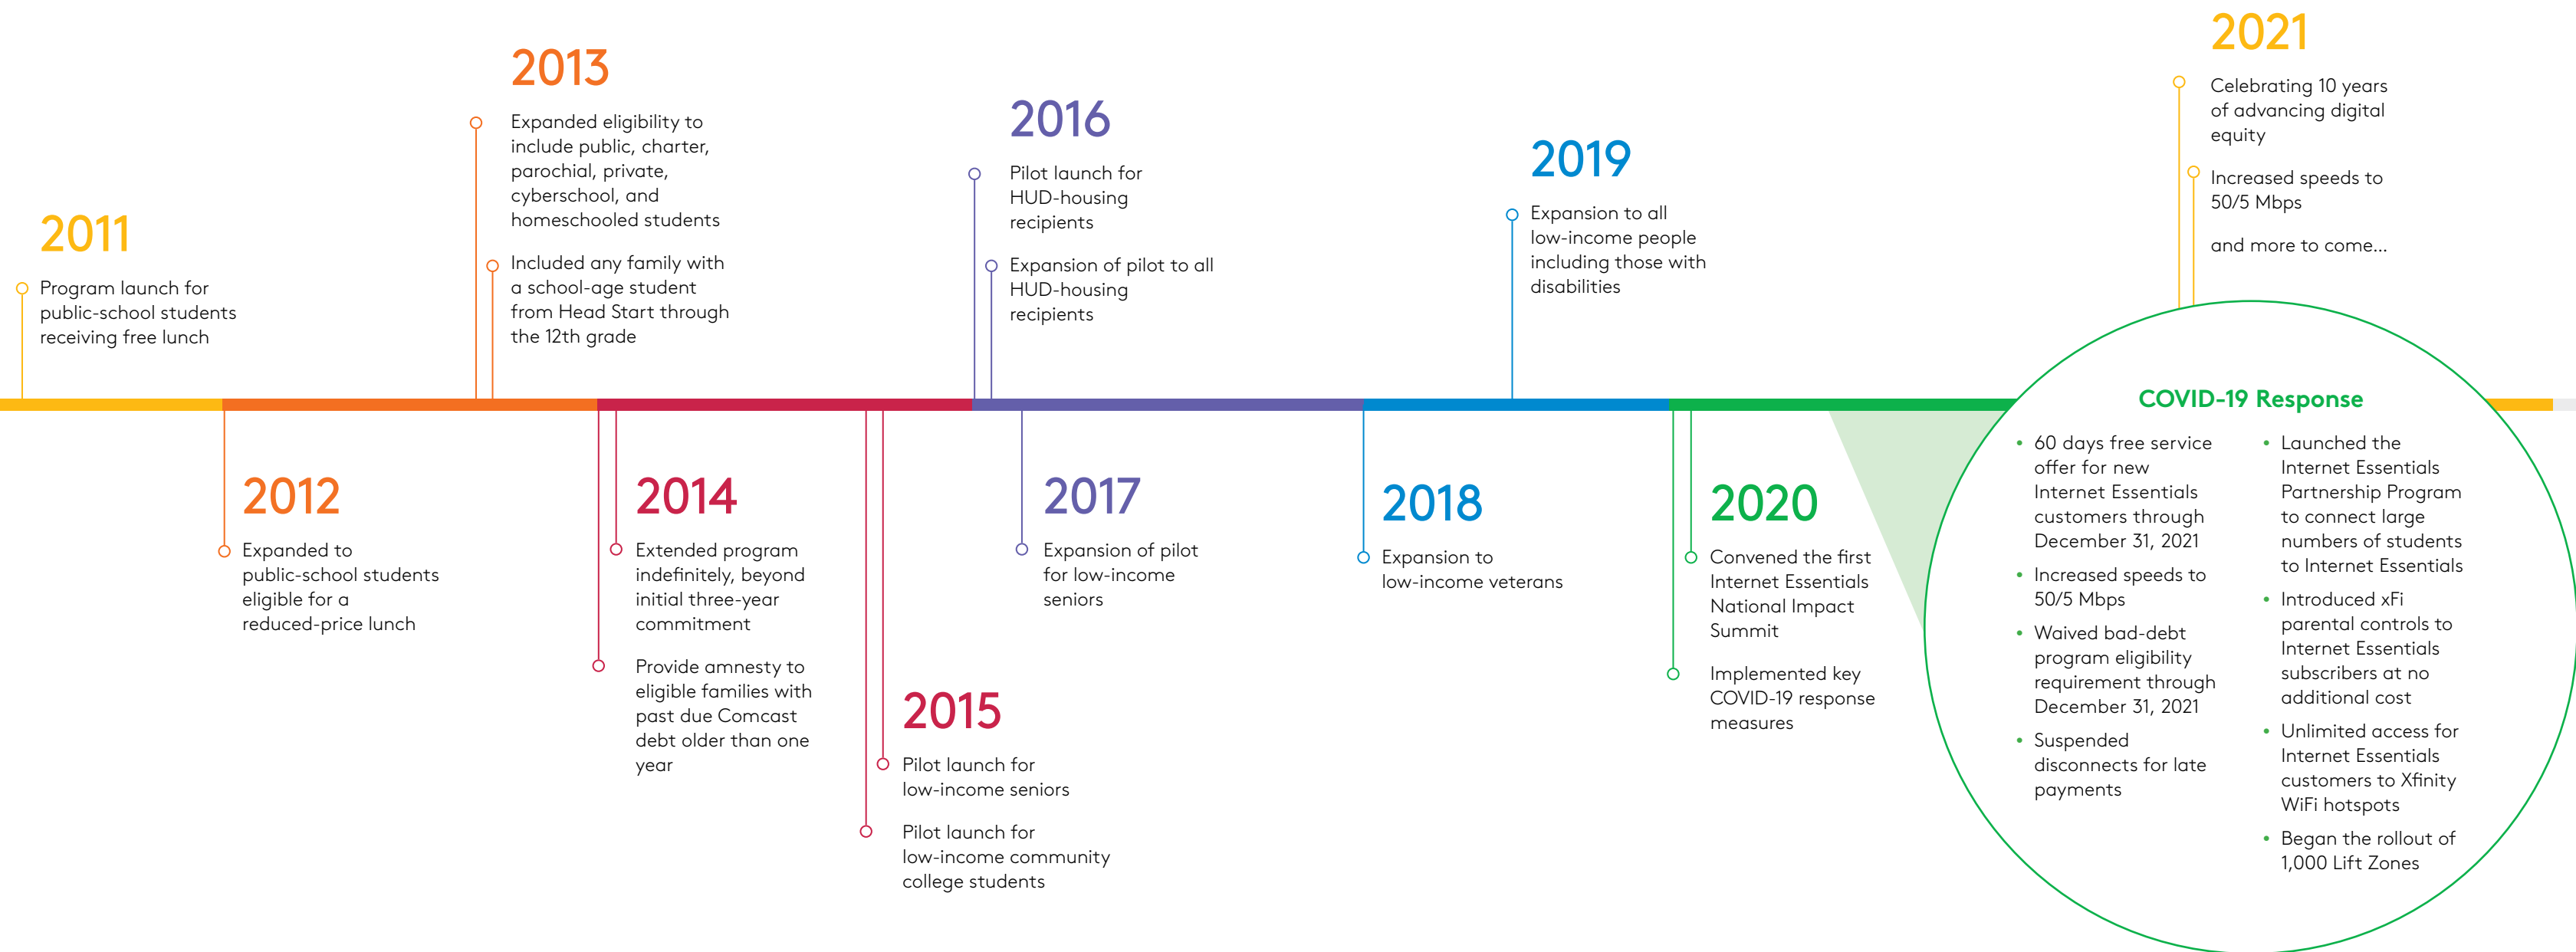 2011
Program launch for
public-school students
receiving free lunch
2012
Expanded to
public-school students
eligible for a
reduced-price lunch
2013
Expanded eligibility to
include public, charter,
parochial, private,
cyberschool, and
homeschooled students
Included any family with
a school-age student
from Head Start through
the 12th grade
2014
Extended program
indefinitely, beyond
initial three-year
commitment
Provide amnesty to
eligible families with
past due Comcast
debt older than one
year
2015
Pilot launch for
low-income seniors
Pilot launch for
low-income community
college students
2016
Pilot launch for
HUD-housing
recipients
Expansion of pilot to all
HUD-housing
recipients
2017
Expansion of pilot
for low-income
seniors
2018
Expansion to
low-income veterans
2019
Expansion to all
low-income people
including those with
disabilities
2020
Convened the first
Internet Essentials
National Impact
Summit
Implemented key
COVID-19 response
measures
2021
Celebrating 10 years
of advancing digital
equity
Increased speeds to
50/5 Mbps
and more to come...
COVID-19 Response
• 60 days free service
offer for new
Internet Essentials
customers through
December 31, 2021
• Increased speeds to
50/5 Mbps
• Waived bad-debt
program eligibility
requirement through
December 31, 2021
• Suspended
disconnects for late
payments
• Launched the
Internet Essentials
Partnership Program
to connect large
numbers of students
to Internet Essentials
• Introduced xFi
parental controls to
Internet Essentials
subscribers at no
additional cost
• Unlimited access for
Internet Essentials
customers to Xfinity
WiFi hotspots
• Began the rollout of
1,000 Lift Zones